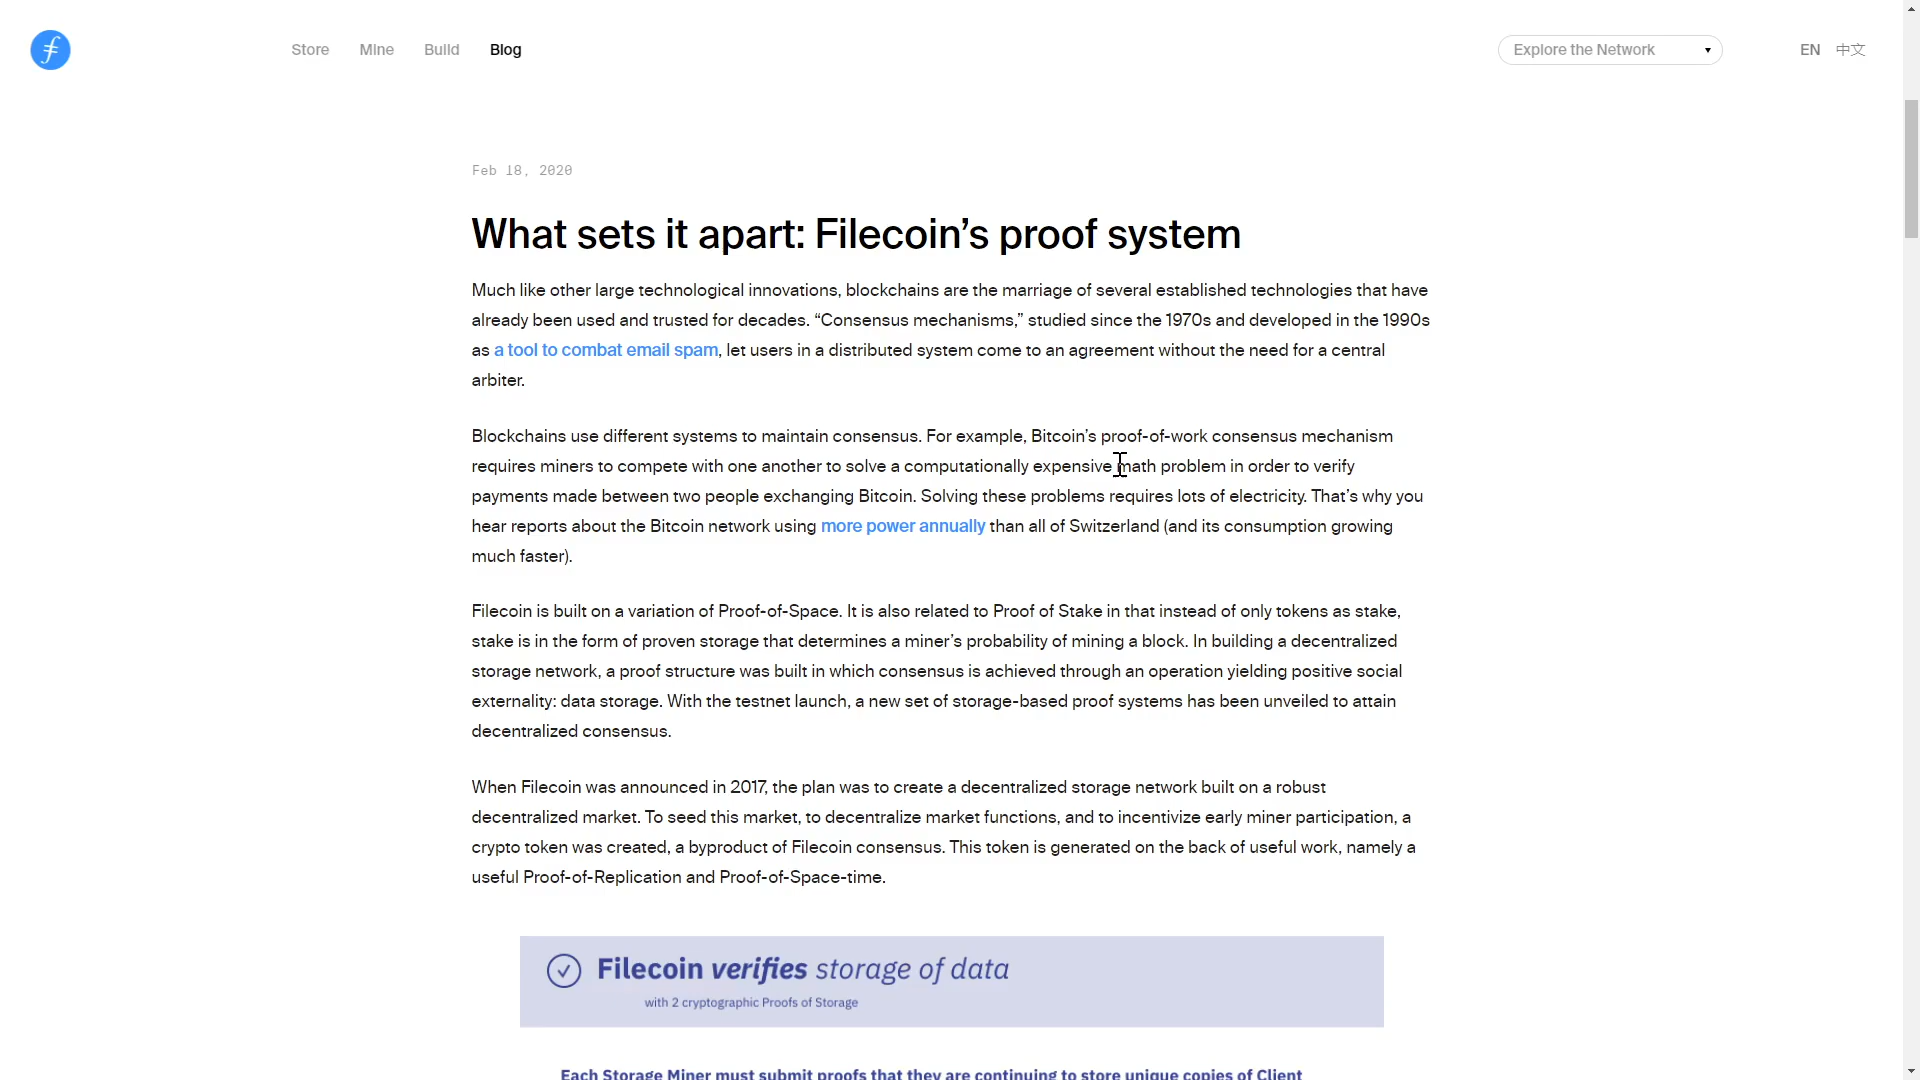 Store Mine Build Blog Explore the Network EN 中文
Feb 18, 2020
What sets it apart: Filecoin’s proof system
Much like other large technological innovations, blockchains are the marriage of several established technologies that have
already been used and trusted for decades. “Consensus mechanisms,” studied since the 1970s and developed in the 1990s
as a tool to combat email spam, let users in a distributed system come to an agreement without the need for a central
arbiter.
Blockchains use different systems to maintain consensus. For example, Bitcoin’s proof-of-work consensus mechanism
requires miners to compete with one another to solve a computationally expensive math problem in order to verify
payments made between two people exchanging Bitcoin. Solving these problems requires lots of electricity. That’s why you
hear reports about the Bitcoin network using more power annually than all of Switzerland (and its consumption growing
much faster).
Filecoin is built on a variation of Proof-of-Space. It is also related to Proof of Stake in that instead of only tokens as stake,
stake is in the form of proven storage that determines a miner’s probability of mining a block. In building a decentralized
storage network, a proof structure was built in which consensus is achieved through an operation yielding positive social
externality: data storage. With the testnet launch, a new set of storage-based proof systems has been unveiled to attain
decentralized consensus.
When Filecoin was announced in 2017, the plan was to create a decentralized storage network built on a robust
decentralized market. To seed this market, to decentralize market functions, and to incentivize early miner participation, a
crypto token was created, a byproduct of Filecoin consensus. This token is generated on the back of useful work, namely a
useful Proof-of-Replication and Proof-of-Space-time.
Filecoin verifies storage of data
with 2 cryptographic Proofs of Storage
Each Storage Miner must submit proofs that they are continuing to store unique copies of Client